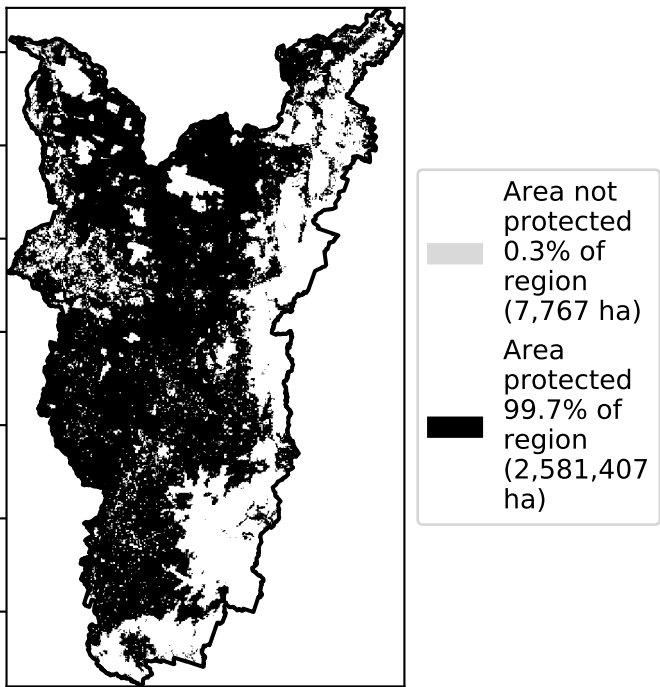 Area not
protected
0.3% of
region
(7,767 ha)
Area
protected
99.7% of
region
(2,581,407
ha)